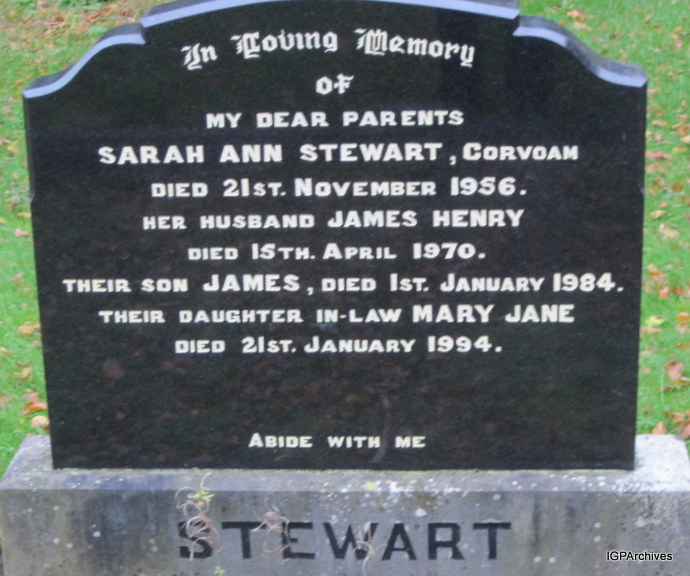 In Loving Memory
OF
MY DEAR PARENTS
SARAH ANN STEWART, CORVOAM
DIED 21ST. NOVEMBER 1956.
HER HUSBAND JAMES HENRY
DIED 15TH. APRIL 1970.
THEIR SON JAMES, DIED 1ST. JANUARY 1984.
THEIR DAUGHTER IN-LAW MARY JANE
DIED 21ST. JANUARY 1994.
ABIDE WITH ME
STEWART
IGPArchives